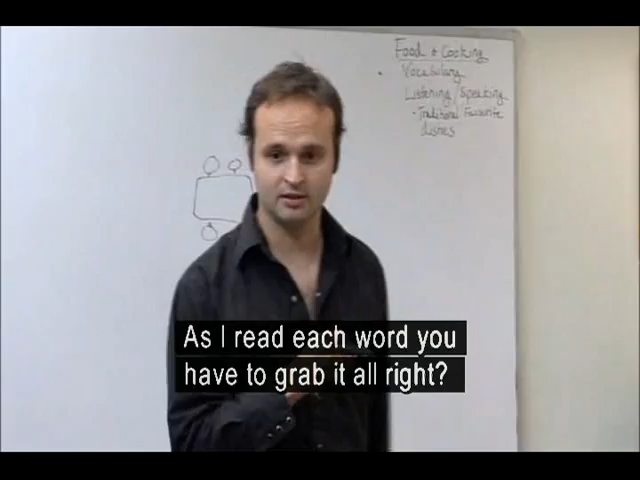 Food & Cooking
Vocabulary
Listening / Speaking
- Traditional Favourite
dishes
As I read each word you
have to grab it all right?